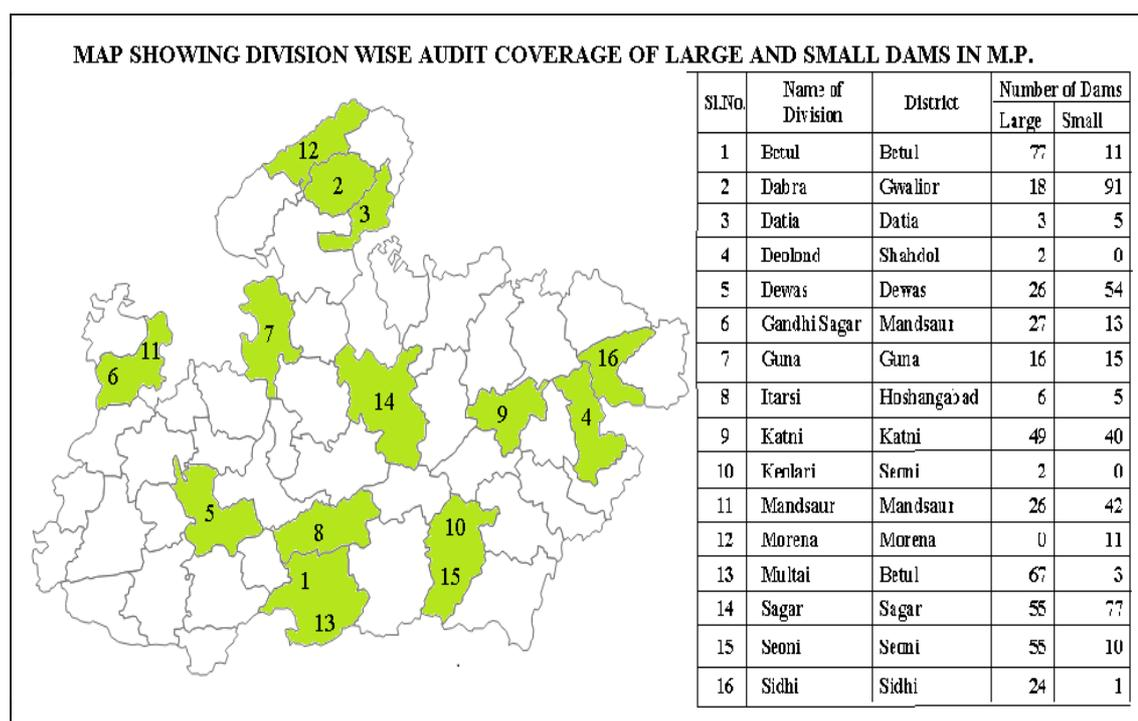 MAP SHOWING DIVISION WISE AUDIT COVERAGE OF LARGE AND SMALL DAMS IN M.P.
Sl.No. Name of Division District Number of Dams
Large Small
1 Betul Betul 77 11
2 Dabra Gwalior 18 91
3 Datia Datia 3 5
4 Deolond Shahdol 2 0
5 Dewas Dewas 26 54
6 Gandhi Sagar Mandsaur 27 13
7 Guna Guna 16 15
8 Itarsi Hoshangabad 6 5
9 Katni Katni 49 40
10 Keolari Seoni 2 0
11 Mandsaur Mandsaur 26 42
12 Morena Morena 0 11
13 Multai Betul 67 3
14 Sagar Sagar 55 77
15 Seoni Seoni 55 10
16 Sidhi Sidhi 24 1
12
2
3
7
11
6
16
14
9
4
5
10
8
1
15
13